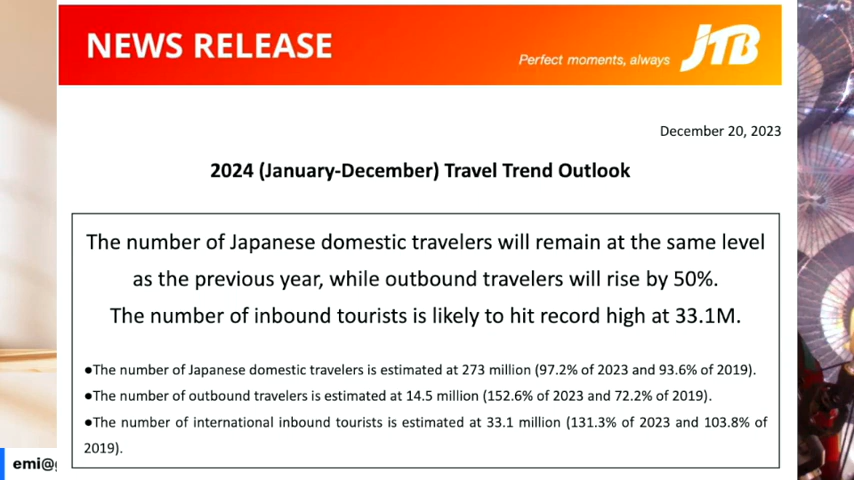 NEWS RELEASE
Perfect moments, always
JTB
December 20, 2023
2024 (January-December) Travel Trend Outlook
The number of Japanese domestic travelers will remain at the same level
as the previous year, while outbound travelers will rise by 50%.
The number of inbound tourists is likely to hit record high at 33.1M.
●The number of Japanese domestic travelers is estimated at 273 million (97.2% of 2023 and 93.6% of 2019).
●The number of outbound travelers is estimated at 14.5 million (152.6% of 2023 and 72.2% of 2019).
●The number of international inbound tourists is estimated at 33.1 million (131.3% of 2023 and 103.8% of
2019).
emi@